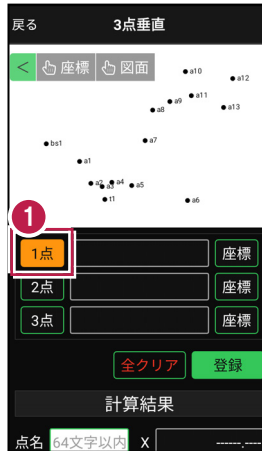 戻る 3点垂直
< 座標 図面
a10
a12
a11
a9
a13
a8
a7
bs1
a1
a2 a4 a5
a3
t1 a6
1
1点 座標
2点 座標
3点 座標
全クリア 登録
計算結果
点名 64文字以内 X ------.----